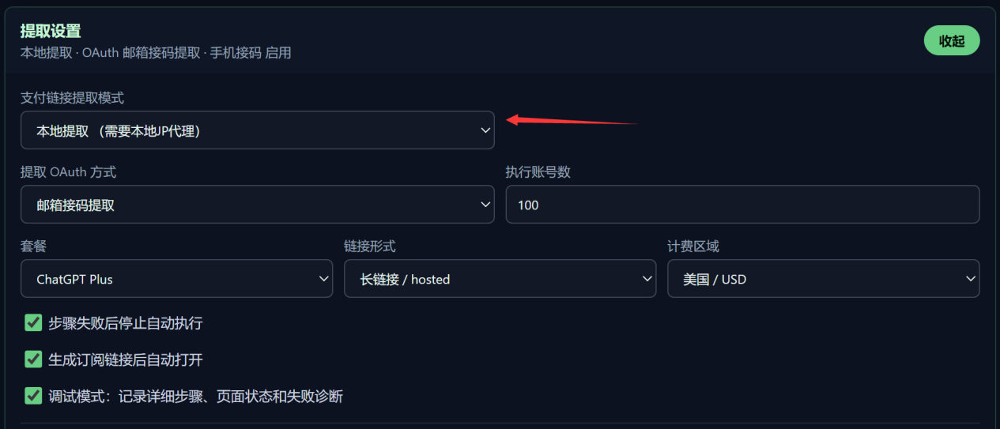 提取设置
本地提取 · OAuth 邮箱接码提取 · 手机接码 启用
收起
支付链接提取模式
本地提取 （需要本地JP代理）
提取 OAuth 方式
执行账号数
邮箱接码提取
100
套餐
链接形式
计费区域
ChatGPT Plus
长链接 / hosted
美国 / USD
步骤失败后停止自动执行
生成订阅链接后自动打开
调试模式：记录详细步骤、页面状态和失败诊断